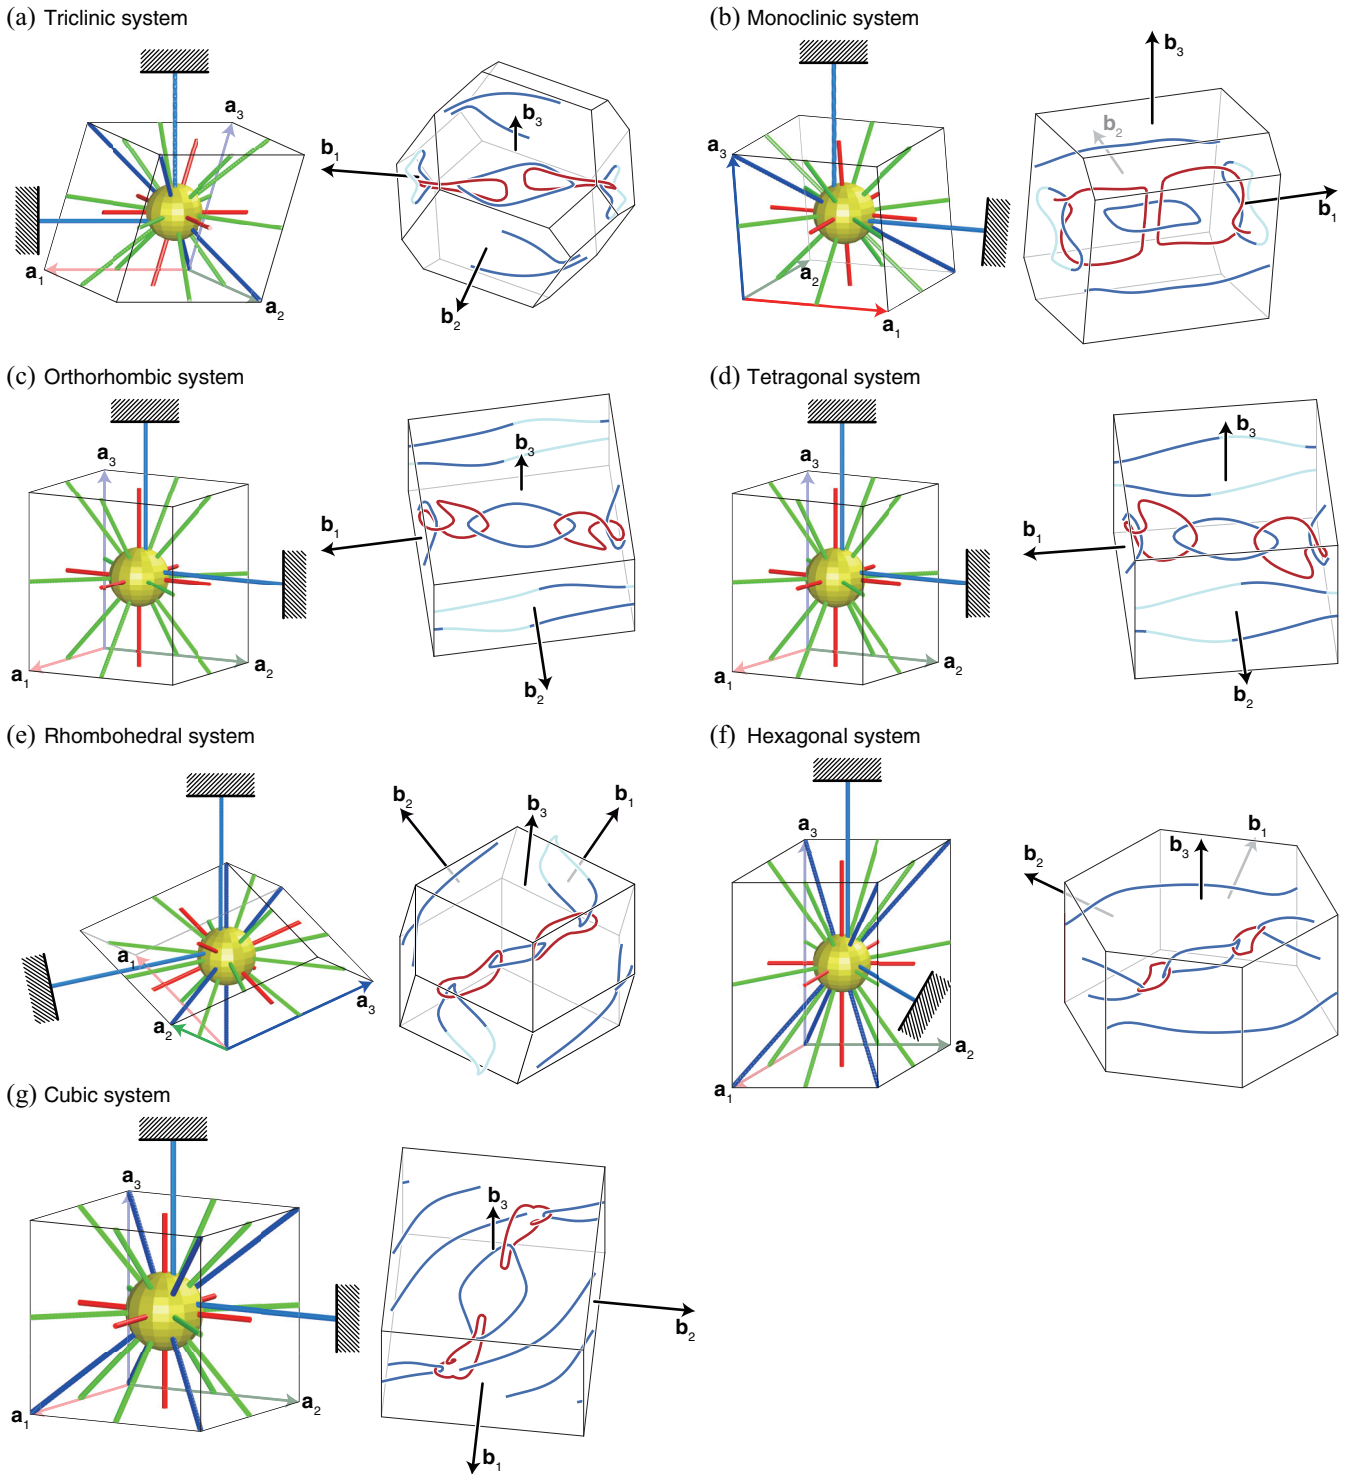 (a) Triclinic system
a3
a1
a2
b1
b3
b2
(b) Monoclinic system
a3
a2
a1
b3
b2
b1
(c) Orthorhombic system
a3
a1
a2
b3
b1
b2
(d) Tetragonal system
a3
a1
a2
b3
b1
b2
(e) Rhombohedral system
a1
a2
a3
b2
b3
b1
(f) Hexagonal system
a3
a2
a1
b2
b3
b1
(g) Cubic system
a3
a1
a2
b3
b2
b1